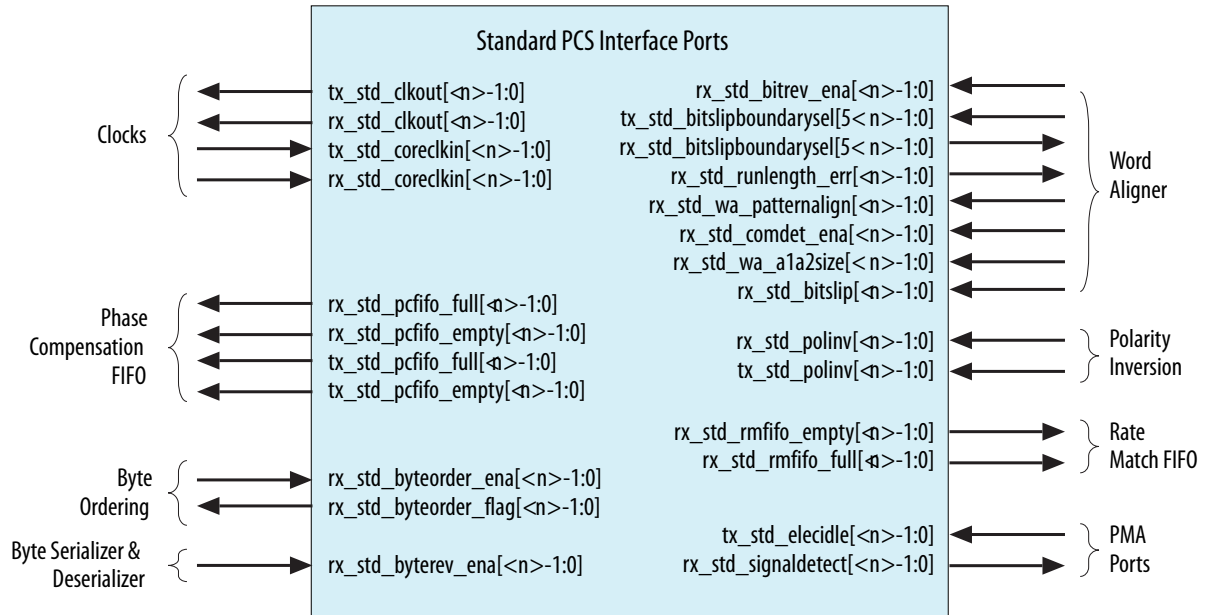 Standard PCS Interface Ports
Clocks
tx_std_clkout[<n>-1:0]
rx_std_clkout[<n>-1:0]
tx_std_coreclkin[<n>-1:0]
rx_std_coreclkin[<n>-1:0]
Phase
Compensation
FIFO
rx_std_pcfifo_full[<n>-1:0]
rx_std_pcfifo_empty[<n>-1:0]
tx_std_pcfifo_full[<n>-1:0]
tx_std_pcfifo_empty[<n>-1:0]
Byte
Ordering
rx_std_byteorder_ena[<n>-1:0]
rx_std_byteorder_flag[<n>-1:0]
Byte Serializer &
Deserializer
rx_std_byterev_ena[<n>-1:0]
rx_std_bitrev_ena[<n>-1:0]
tx_std_bitslipboundarysel[5<n>-1:0]
rx_std_bitslipboundarysel[5<n>-1:0]
rx_std_runlength_err[<n>-1:0]
rx_std_wa_patternalign[<n>-1:0]
rx_std_comdet_ena[<n>-1:0]
rx_std_wa_a1a2size[<n>-1:0]
rx_std_bitslip[<n>-1:0]
Word
Aligner
rx_std_polinv[<n>-1:0]
tx_std_polinv[<n>-1:0]
Polarity
Inversion
rx_std_rmfifo_empty[<n>-1:0]
rx_std_rmfifo_full[<n>-1:0]
Rate
Match FIFO
tx_std_elecidle[<n>-1:0]
rx_std_signaldetect[<n>-1:0]
PMA
Ports